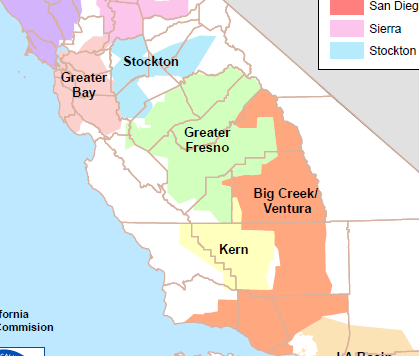 San Dieg
Sierra
Stockton
Stockton
Greater
Bay
Greater
Fresno
Big Creek/
Ventura
Kern
ifornia
Commision
LA Basin